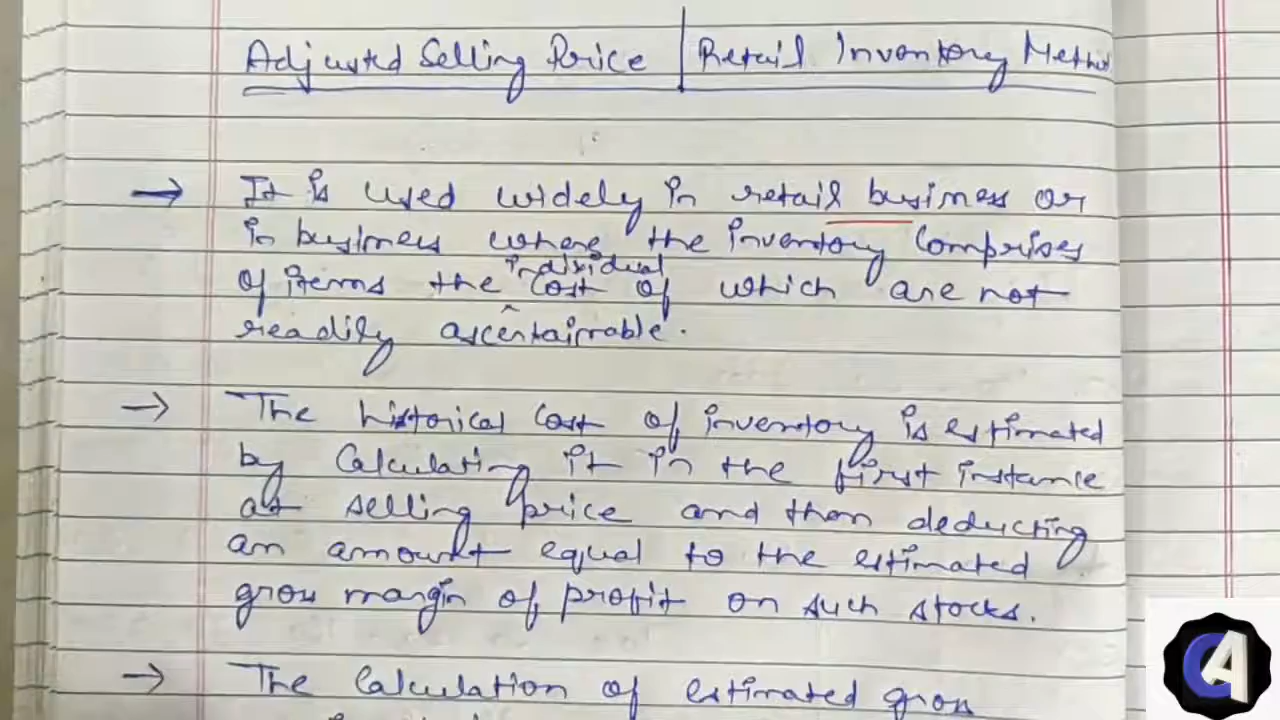 Adjusted Selling Price | Retail Inventory Method
→ It is used widely in retail business or
in business where the inventory comprises
individual
of items the cost of which are not
readily ascertainable.
→ The historical cost of inventory is estimated
by calculating it in the first instance
at selling price and then deducting
an amount equal to the estimated
gross margin of profit on such stocks.
→ The calculation of estimated gross
CA